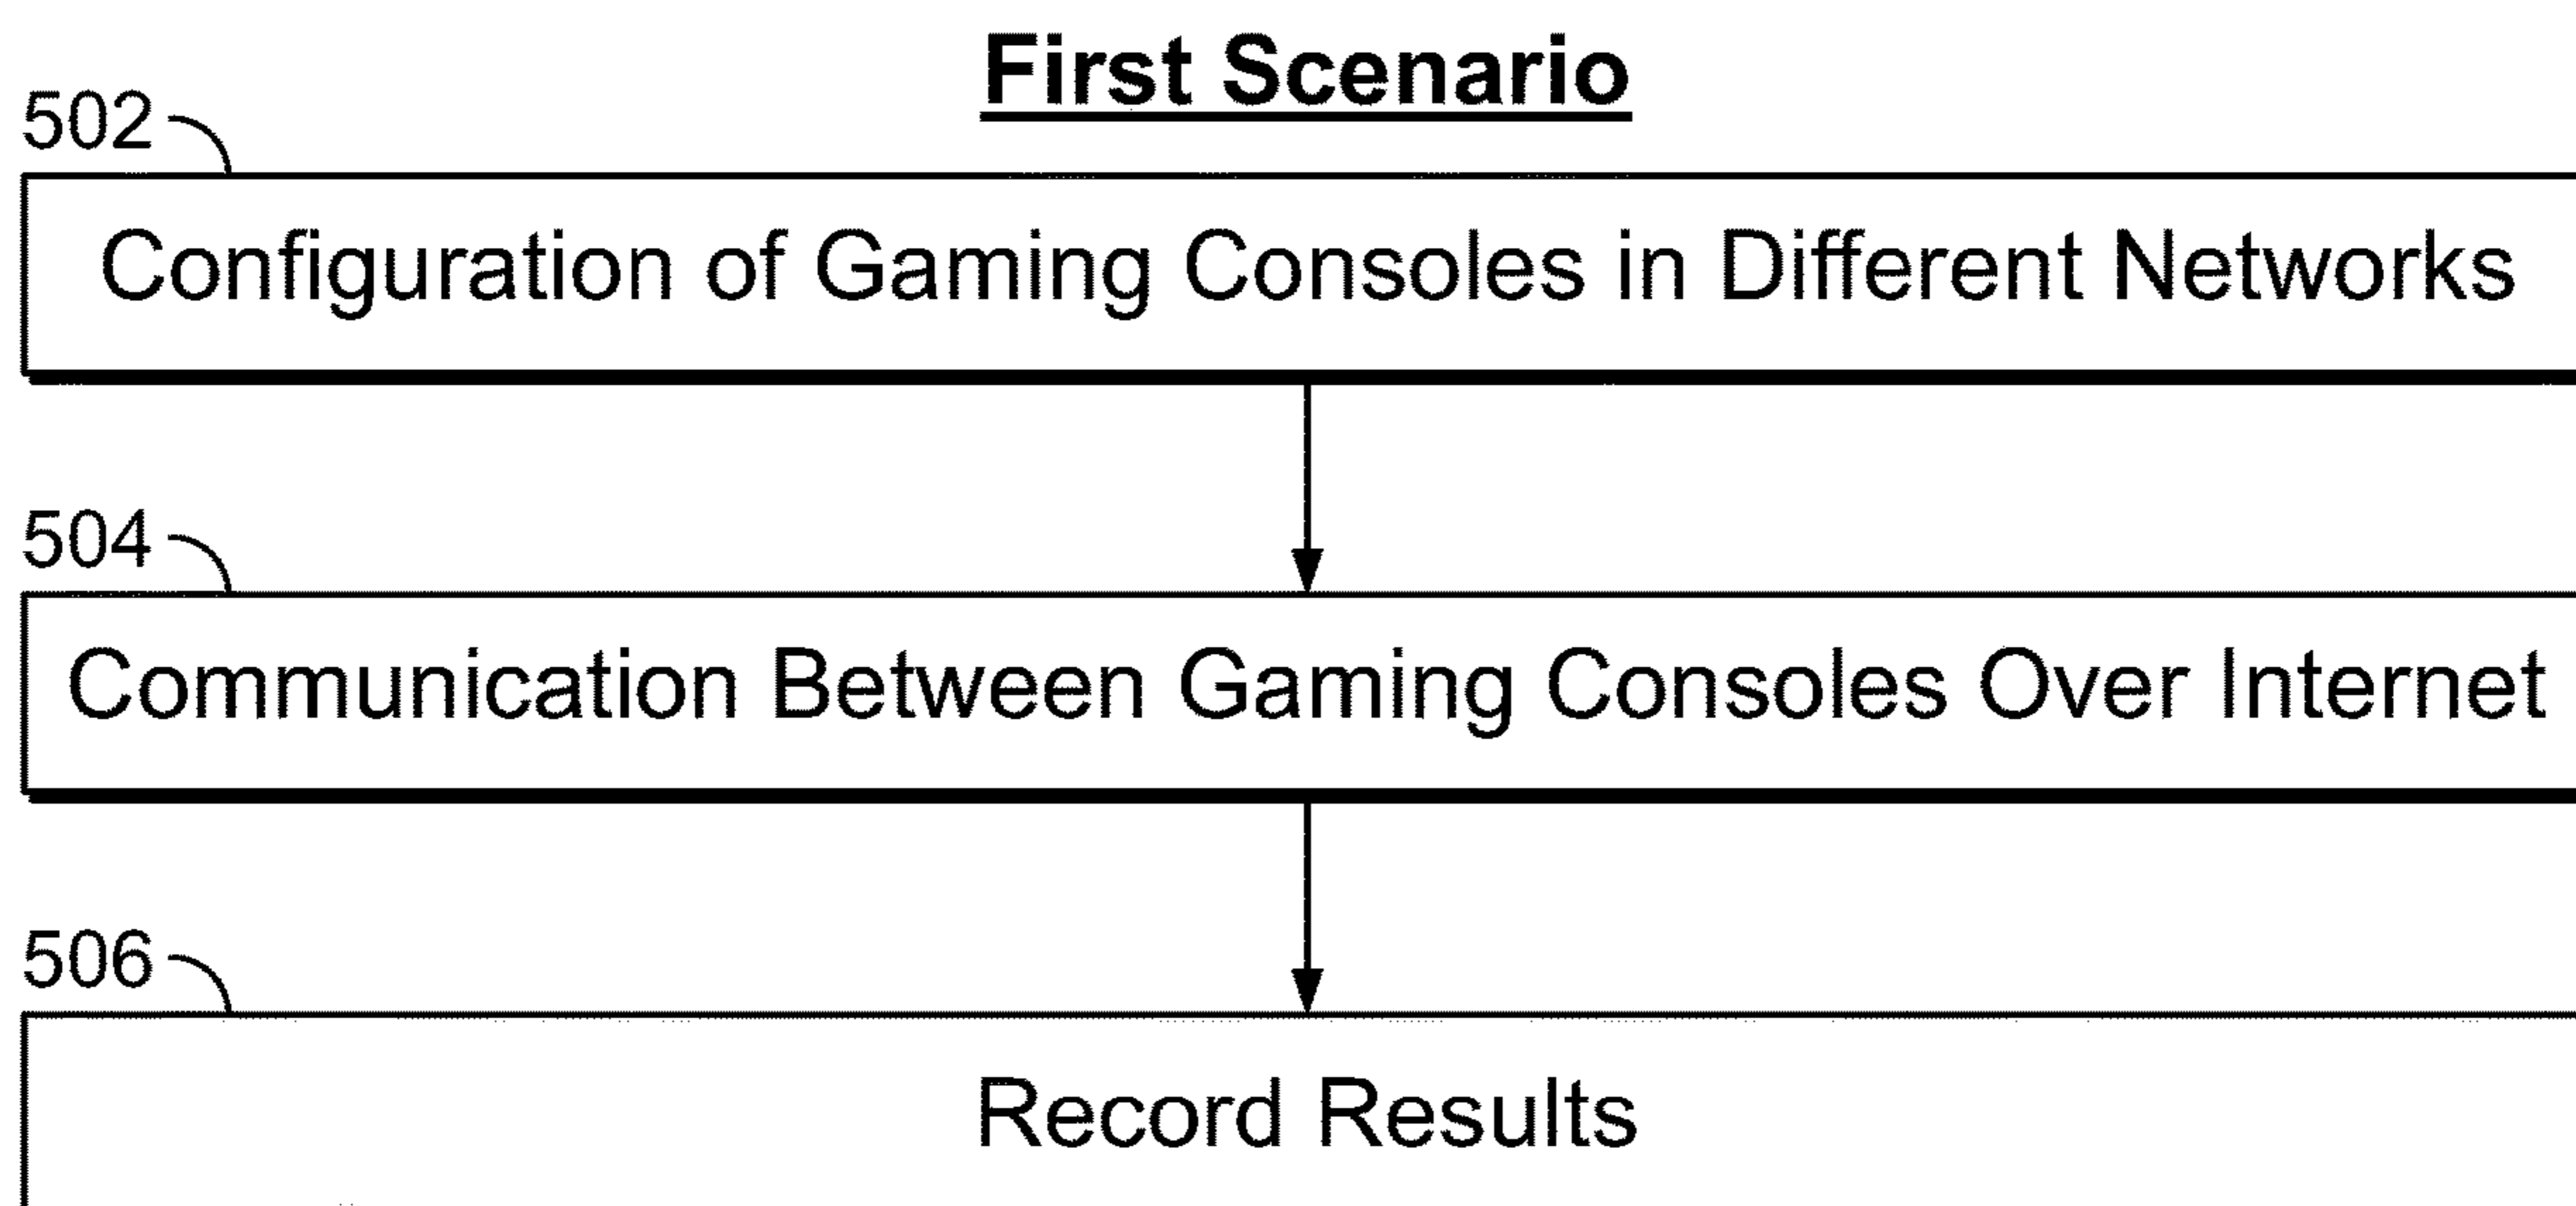 First Scenario
502
Configuration of Gaming Consoles in Different Networks
504
Communication Between Gaming Consoles Over Internet
506
Record Results